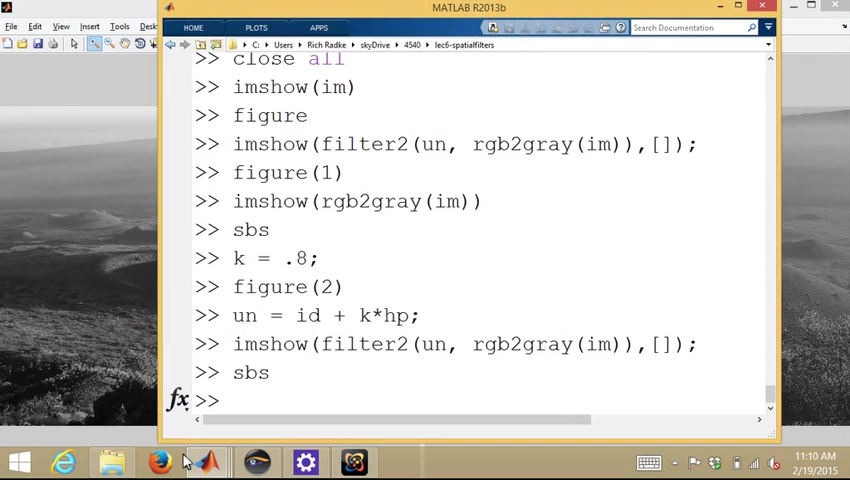 MATLAB R2013b
HOME PLOTS APPS
Search Documentation
File Edit View Insert Tools Desk
C: Users Rich Radke skyDrive 4540 lec6-spatialfilters
>> close all
>> imshow(im)
>> figure
>> imshow(filter2(un, rgb2gray(im)),[]);
>> figure(1)
>> imshow(rgb2gray(im))
>> sbs
>> k = .8;
>> figure(2)
>> un = id + k*hp;
>> imshow(filter2(un, rgb2gray(im)),[]);
>> sbs
fx >>
11:10 AM
2/19/2015